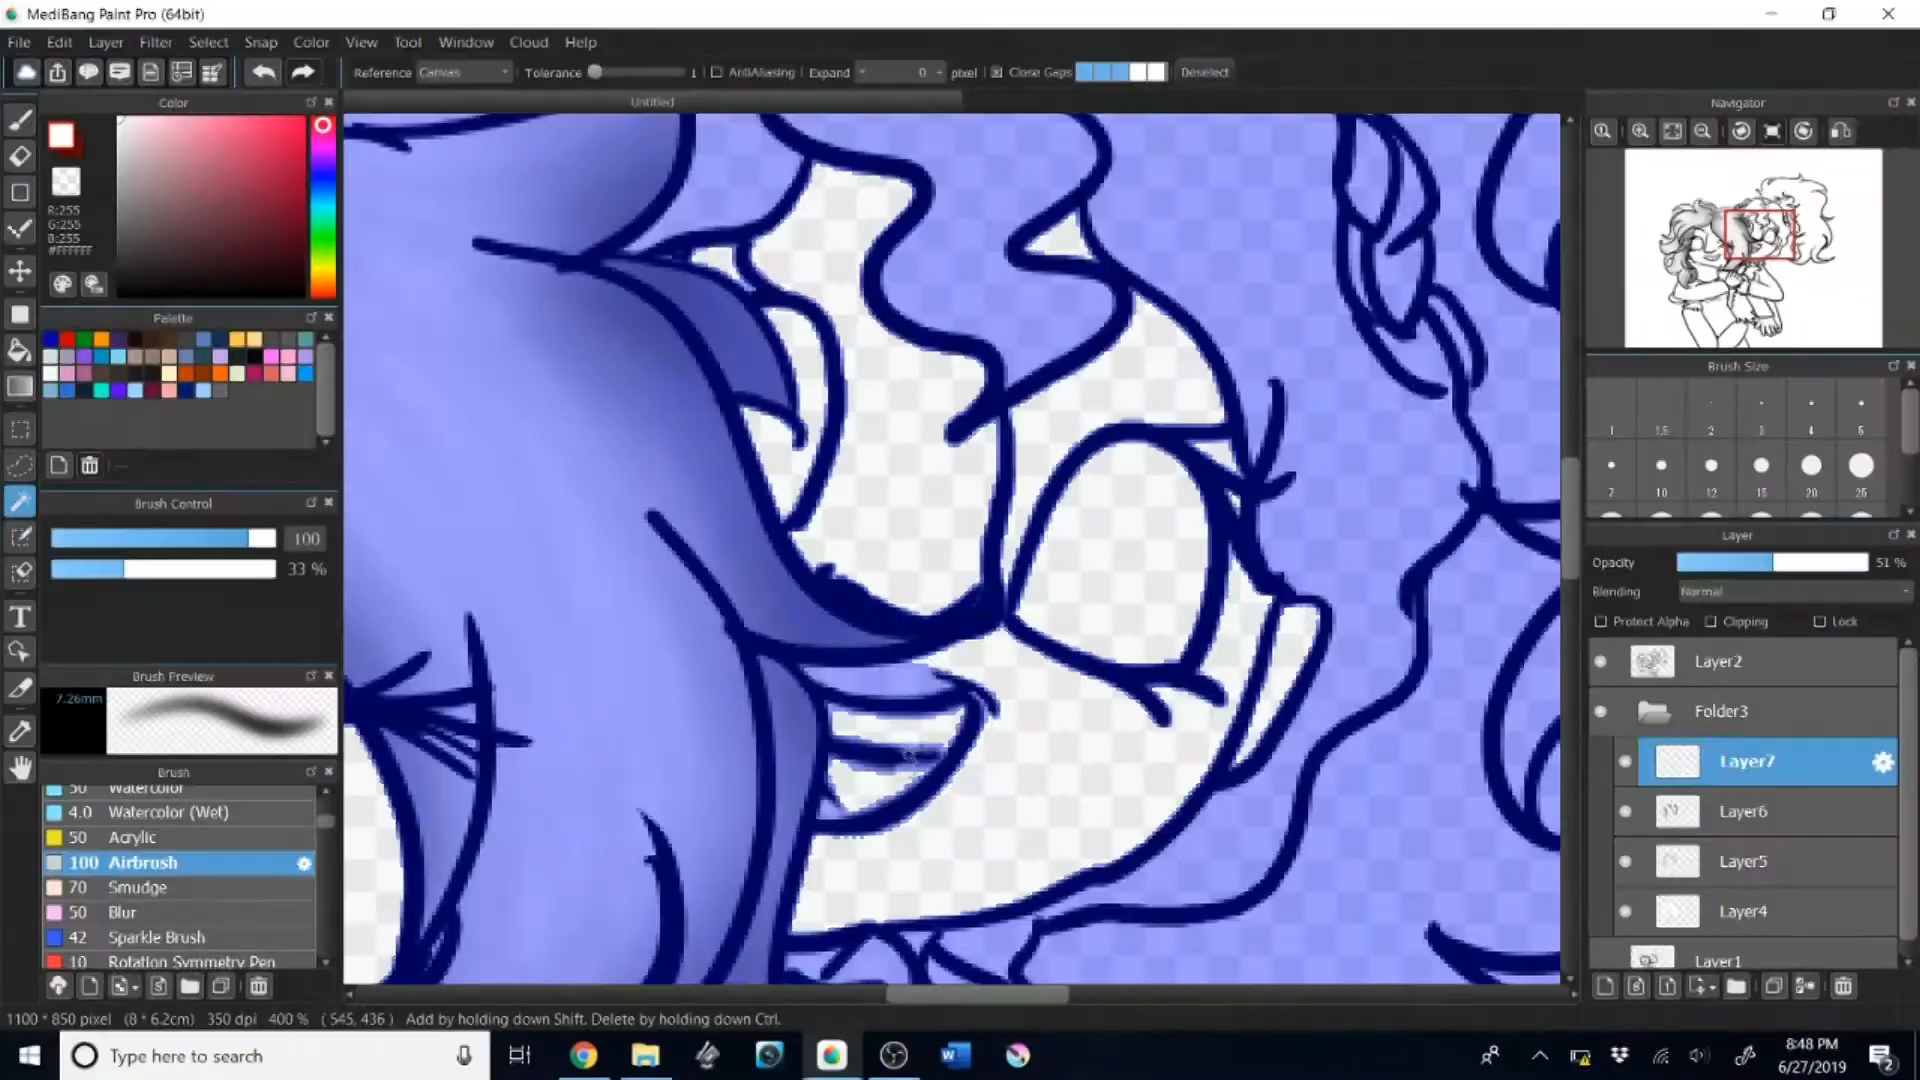 MediBang Paint Pro (64bit)
File Edit Layer Filter Select Snap Color View Tool Window Cloud Help
Reference Canvas Tolerance 1 AntiAliasing Expand 0 pixel Close Gaps Deselect
Color
Untitled
Navigator
R:255
G:255
B:255
#FFFFFF
Palette
Brush Size
1 1.5 2 3 4 5
7 10 12 15 20 25
Brush Control
100
33 %
Layer
Opacity 51 %
Blending Normal
Protect Alpha Clipping Lock
Layer2
Folder3
Layer7
Layer6
Layer5
Layer4
Layer1
Brush Preview
7.26mm
Brush
50 Watercolor
4.0 Watercolor (Wet)
50 Acrylic
100 Airbrush
70 Smudge
50 Blur
42 Sparkle Brush
10 Rotation Symmetry Pen
1100 * 850 pixel (8 * 6.2cm) 350 dpi 400 % ( 545, 436 ) Add by holding down Shift. Delete by holding down Ctrl.
Type here to search
8:48 PM
6/27/2019
2